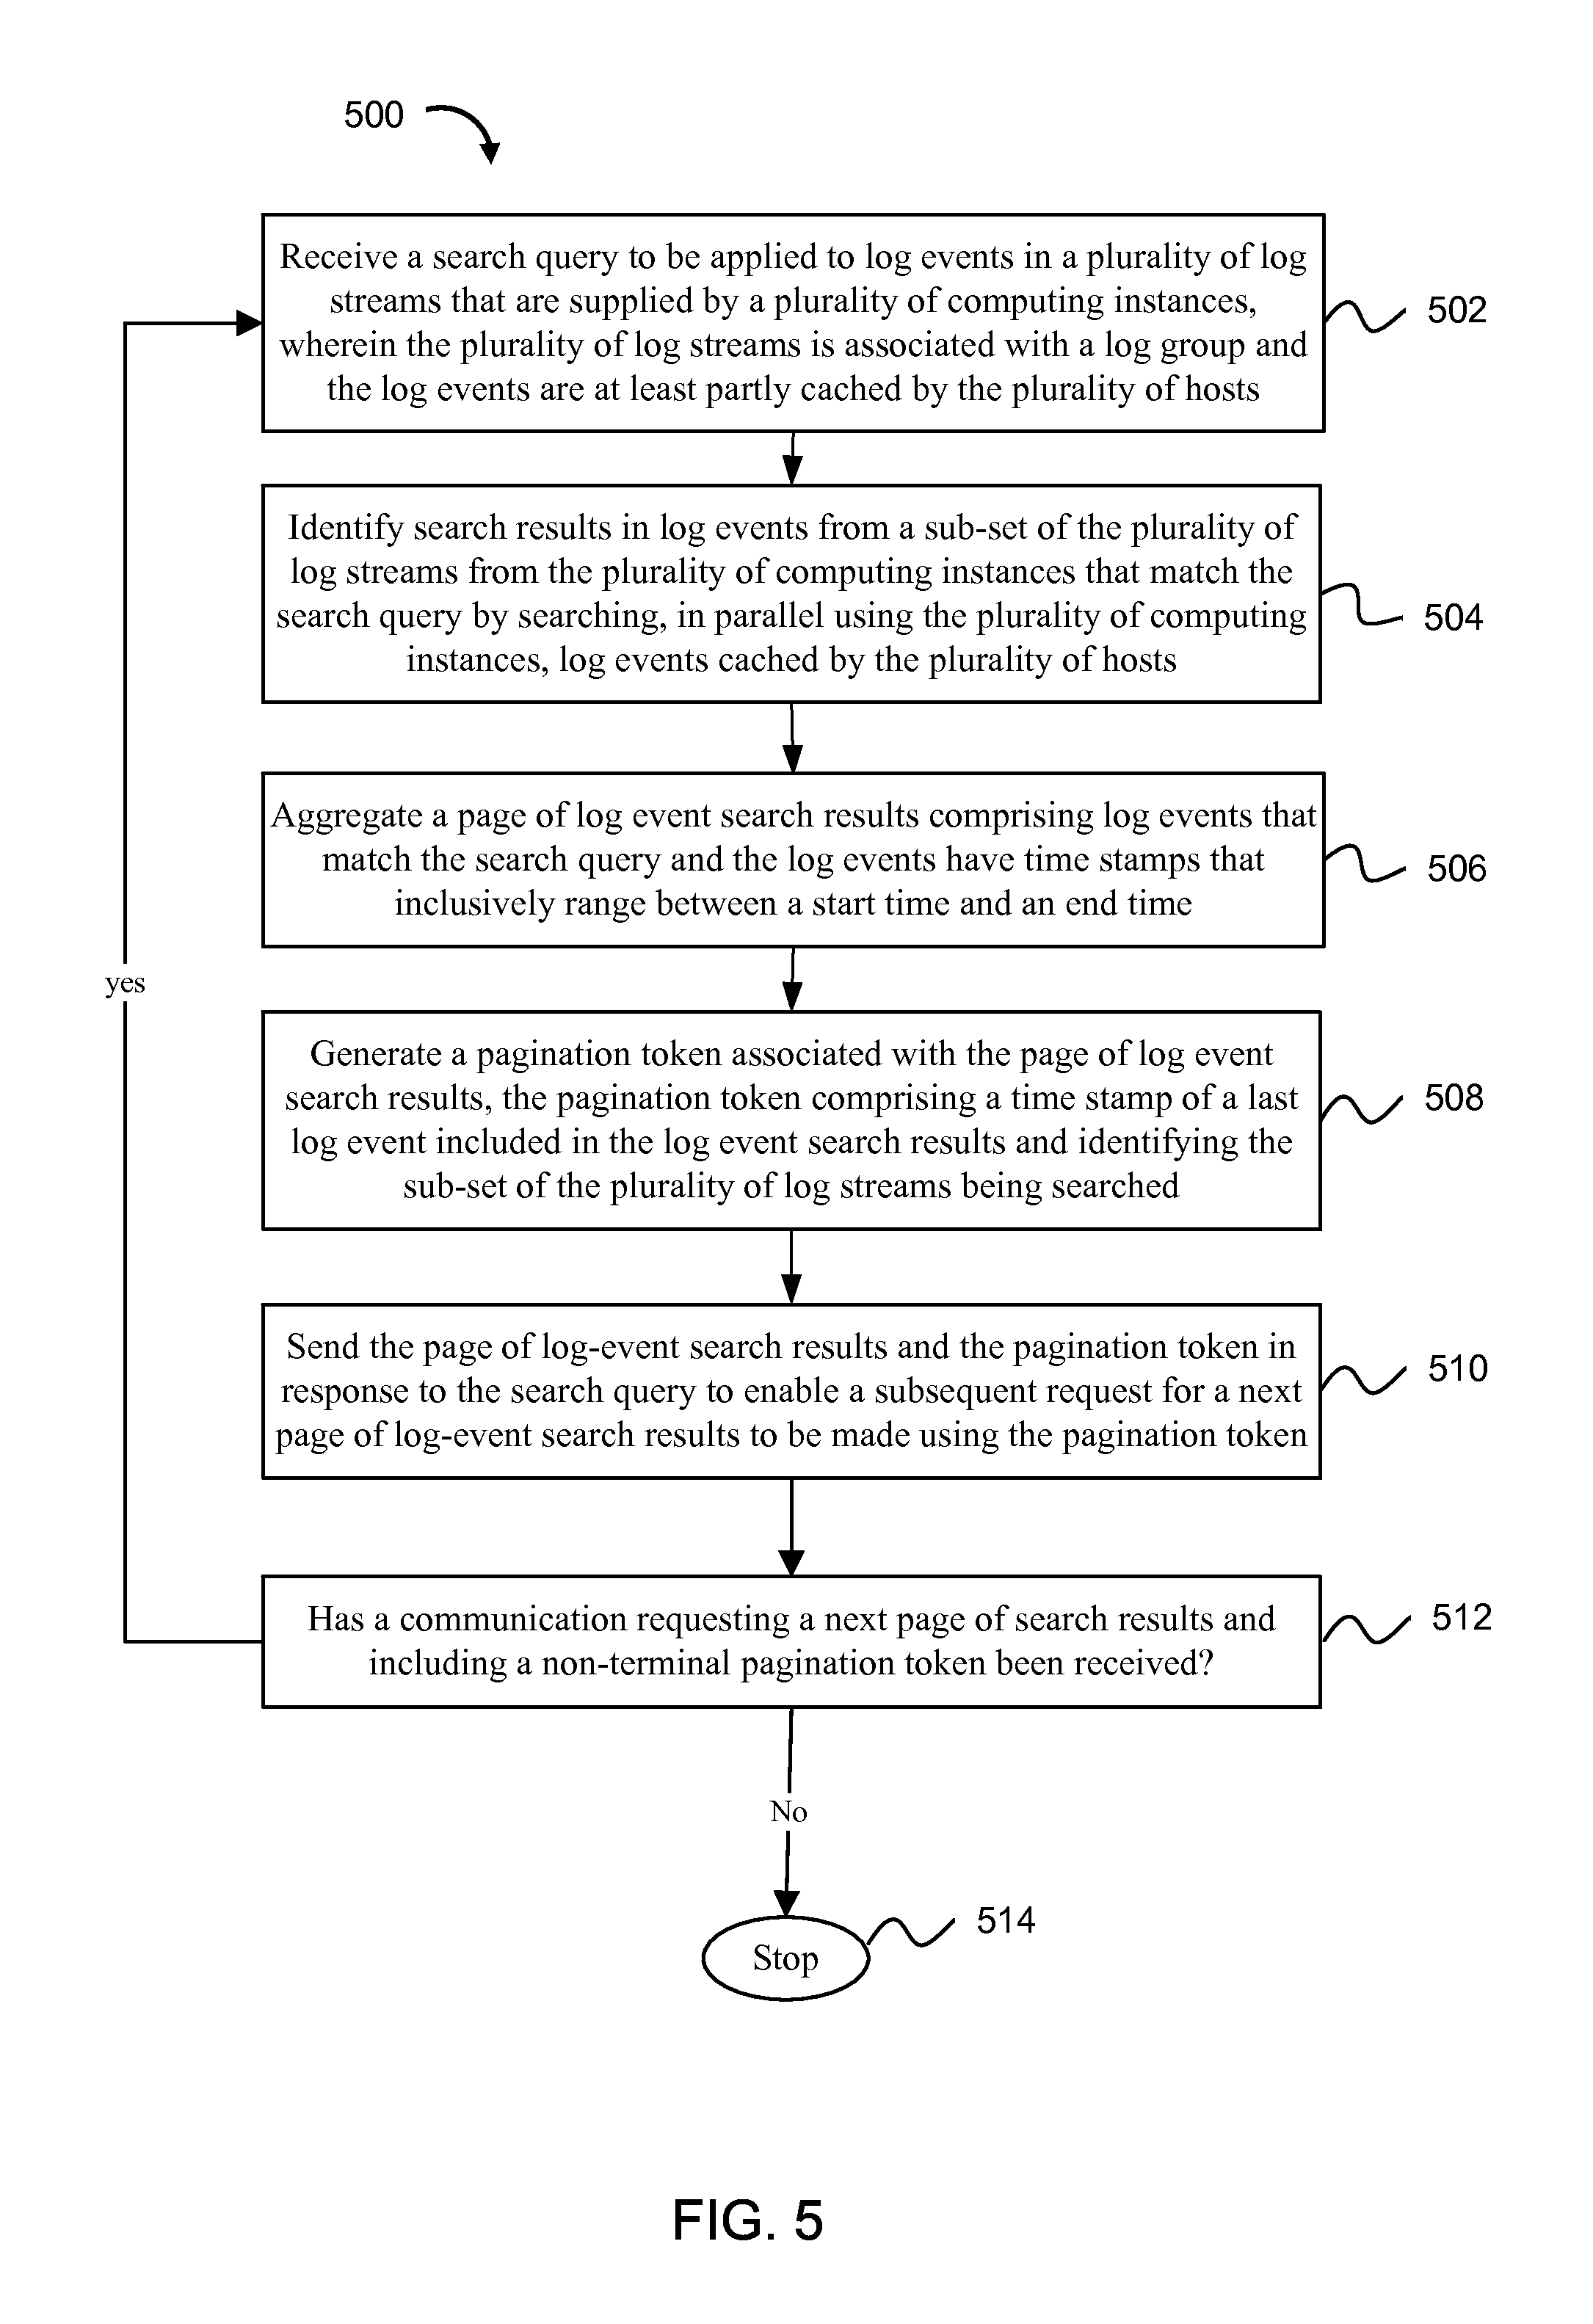 500
Receive a search query to be applied to log events in a plurality of log
streams that are supplied by a plurality of computing instances,
wherein the plurality of log streams is associated with a log group and
the log events are at least partly cached by the plurality of hosts
502
Identify search results in log events from a sub-set of the plurality of
log streams from the plurality of computing instances that match the
search query by searching, in parallel using the plurality of computing
instances, log events cached by the plurality of hosts
504
Aggregate a page of log event search results comprising log events that
match the search query and the log events have time stamps that
inclusively range between a start time and an end time
506
yes
Generate a pagination token associated with the page of log event
search results, the pagination token comprising a time stamp of a last
log event included in the log event search results and identifying the
sub-set of the plurality of log streams being searched
508
Send the page of log-event search results and the pagination token in
response to the search query to enable a subsequent request for a next
page of log-event search results to be made using the pagination token
510
Has a communication requesting a next page of search results and
including a non-terminal pagination token been received?
512
No
Stop
514
FIG. 5